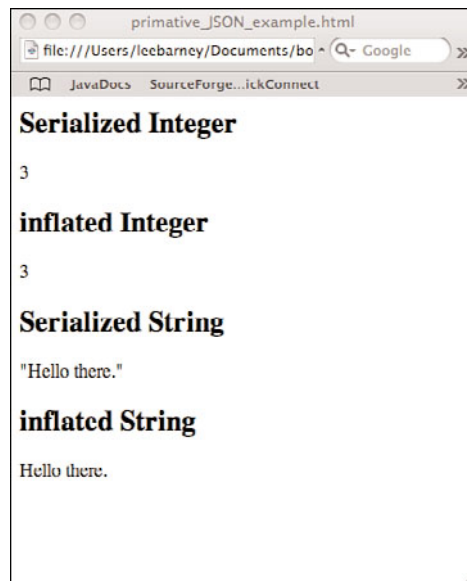 primative_JSON_example.html
file:///Users/leebarney/Documents/bo
Google
JavaDocs SourceForge...ickConnect
Serialized Integer
3
inflated Integer
3
Serialized String
"Hello there."
inflated String
Hello there.